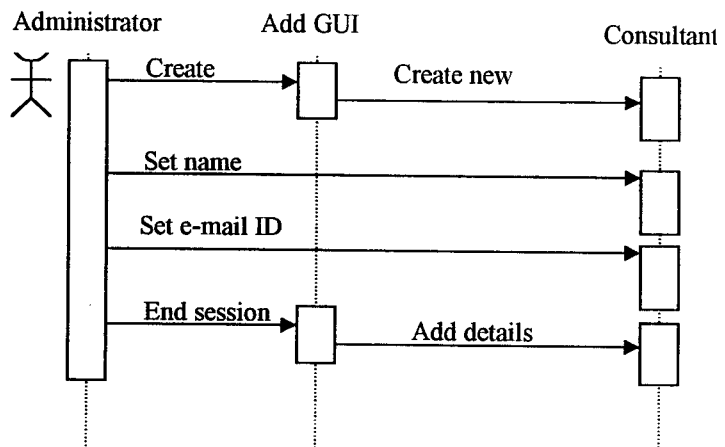 Administrator
Add GUI
Consultant
Create
Create new
Set name
Set e-mail ID
End session
Add details